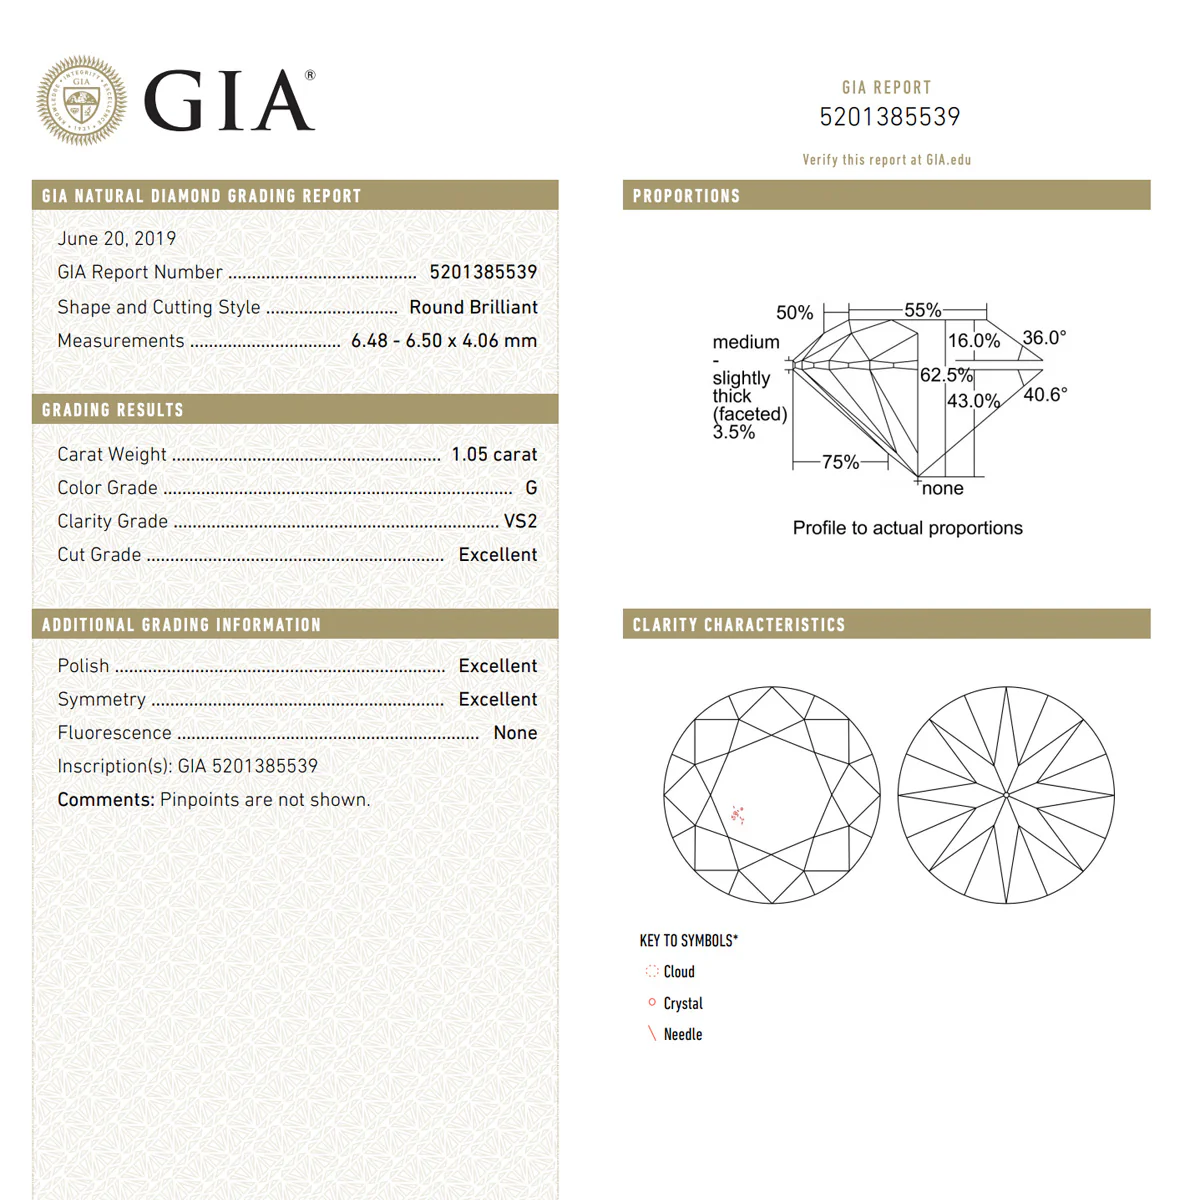 GIA®
INTEGRITY
EXCELLENCE
1931
KNOWLEDGE
GIA
GIA REPORT
5201385539
Verify this report at GIA.edu
GIA NATURAL DIAMOND GRADING REPORT
June 20, 2019
GIA Report Number ........................................ 5201385539
Shape and Cutting Style ............................ Round Brilliant
Measurements ................................ 6.48 - 6.50 x 4.06 mm
GRADING RESULTS
Carat Weight ......................................................... 1.05 carat
Color Grade .......................................................................... G
Clarity Grade ..................................................................... VS2
Cut Grade ............................................................... Excellent
ADDITIONAL GRADING INFORMATION
Polish ...................................................................... Excellent
Symmetry .............................................................. Excellent
Fluorescence ................................................................ None
Inscription(s): GIA 5201385539
Comments: Pinpoints are not shown.
PROPORTIONS
50%
55%
medium
-
slightly
thick
(faceted)
3.5%
16.0%
36.0°
62.5%
43.0%
40.6°
75%
none
Profile to actual proportions
CLARITY CHARACTERISTICS
KEY TO SYMBOLS*
Cloud
Crystal
Needle